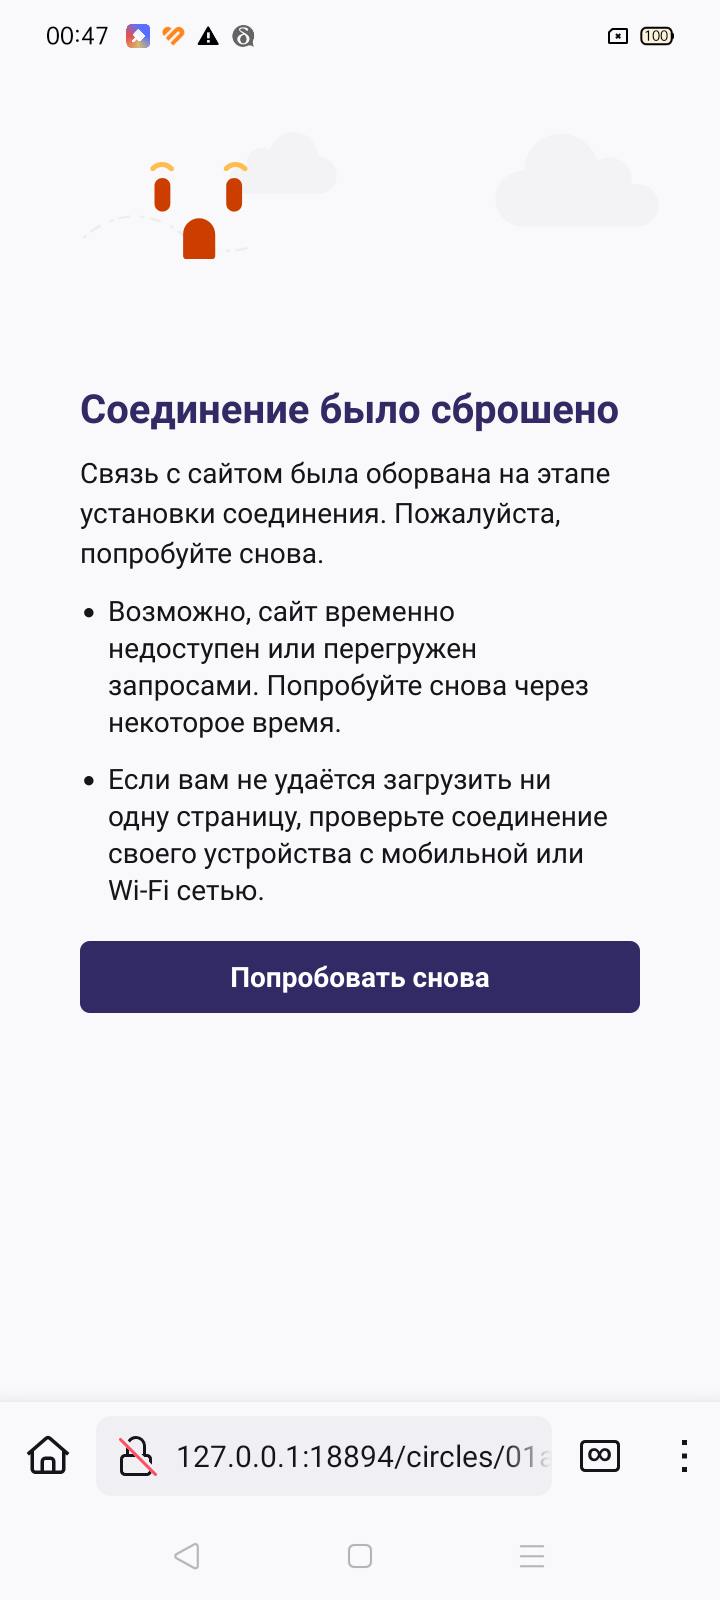 00:47
100
Соединение было сброшено
Связь с сайтом была оборвана на этапе
установки соединения. Пожалуйста,
попробуйте снова.
• Возможно, сайт временно
недоступен или перегружен
запросами. Попробуйте снова через
некоторое время.
• Если вам не удаётся загрузить ни
одну страницу, проверьте соединение
своего устройства с мобильной или
Wi-Fi сетью.
Попробовать снова
127.0.0.1:18894/circles/01a